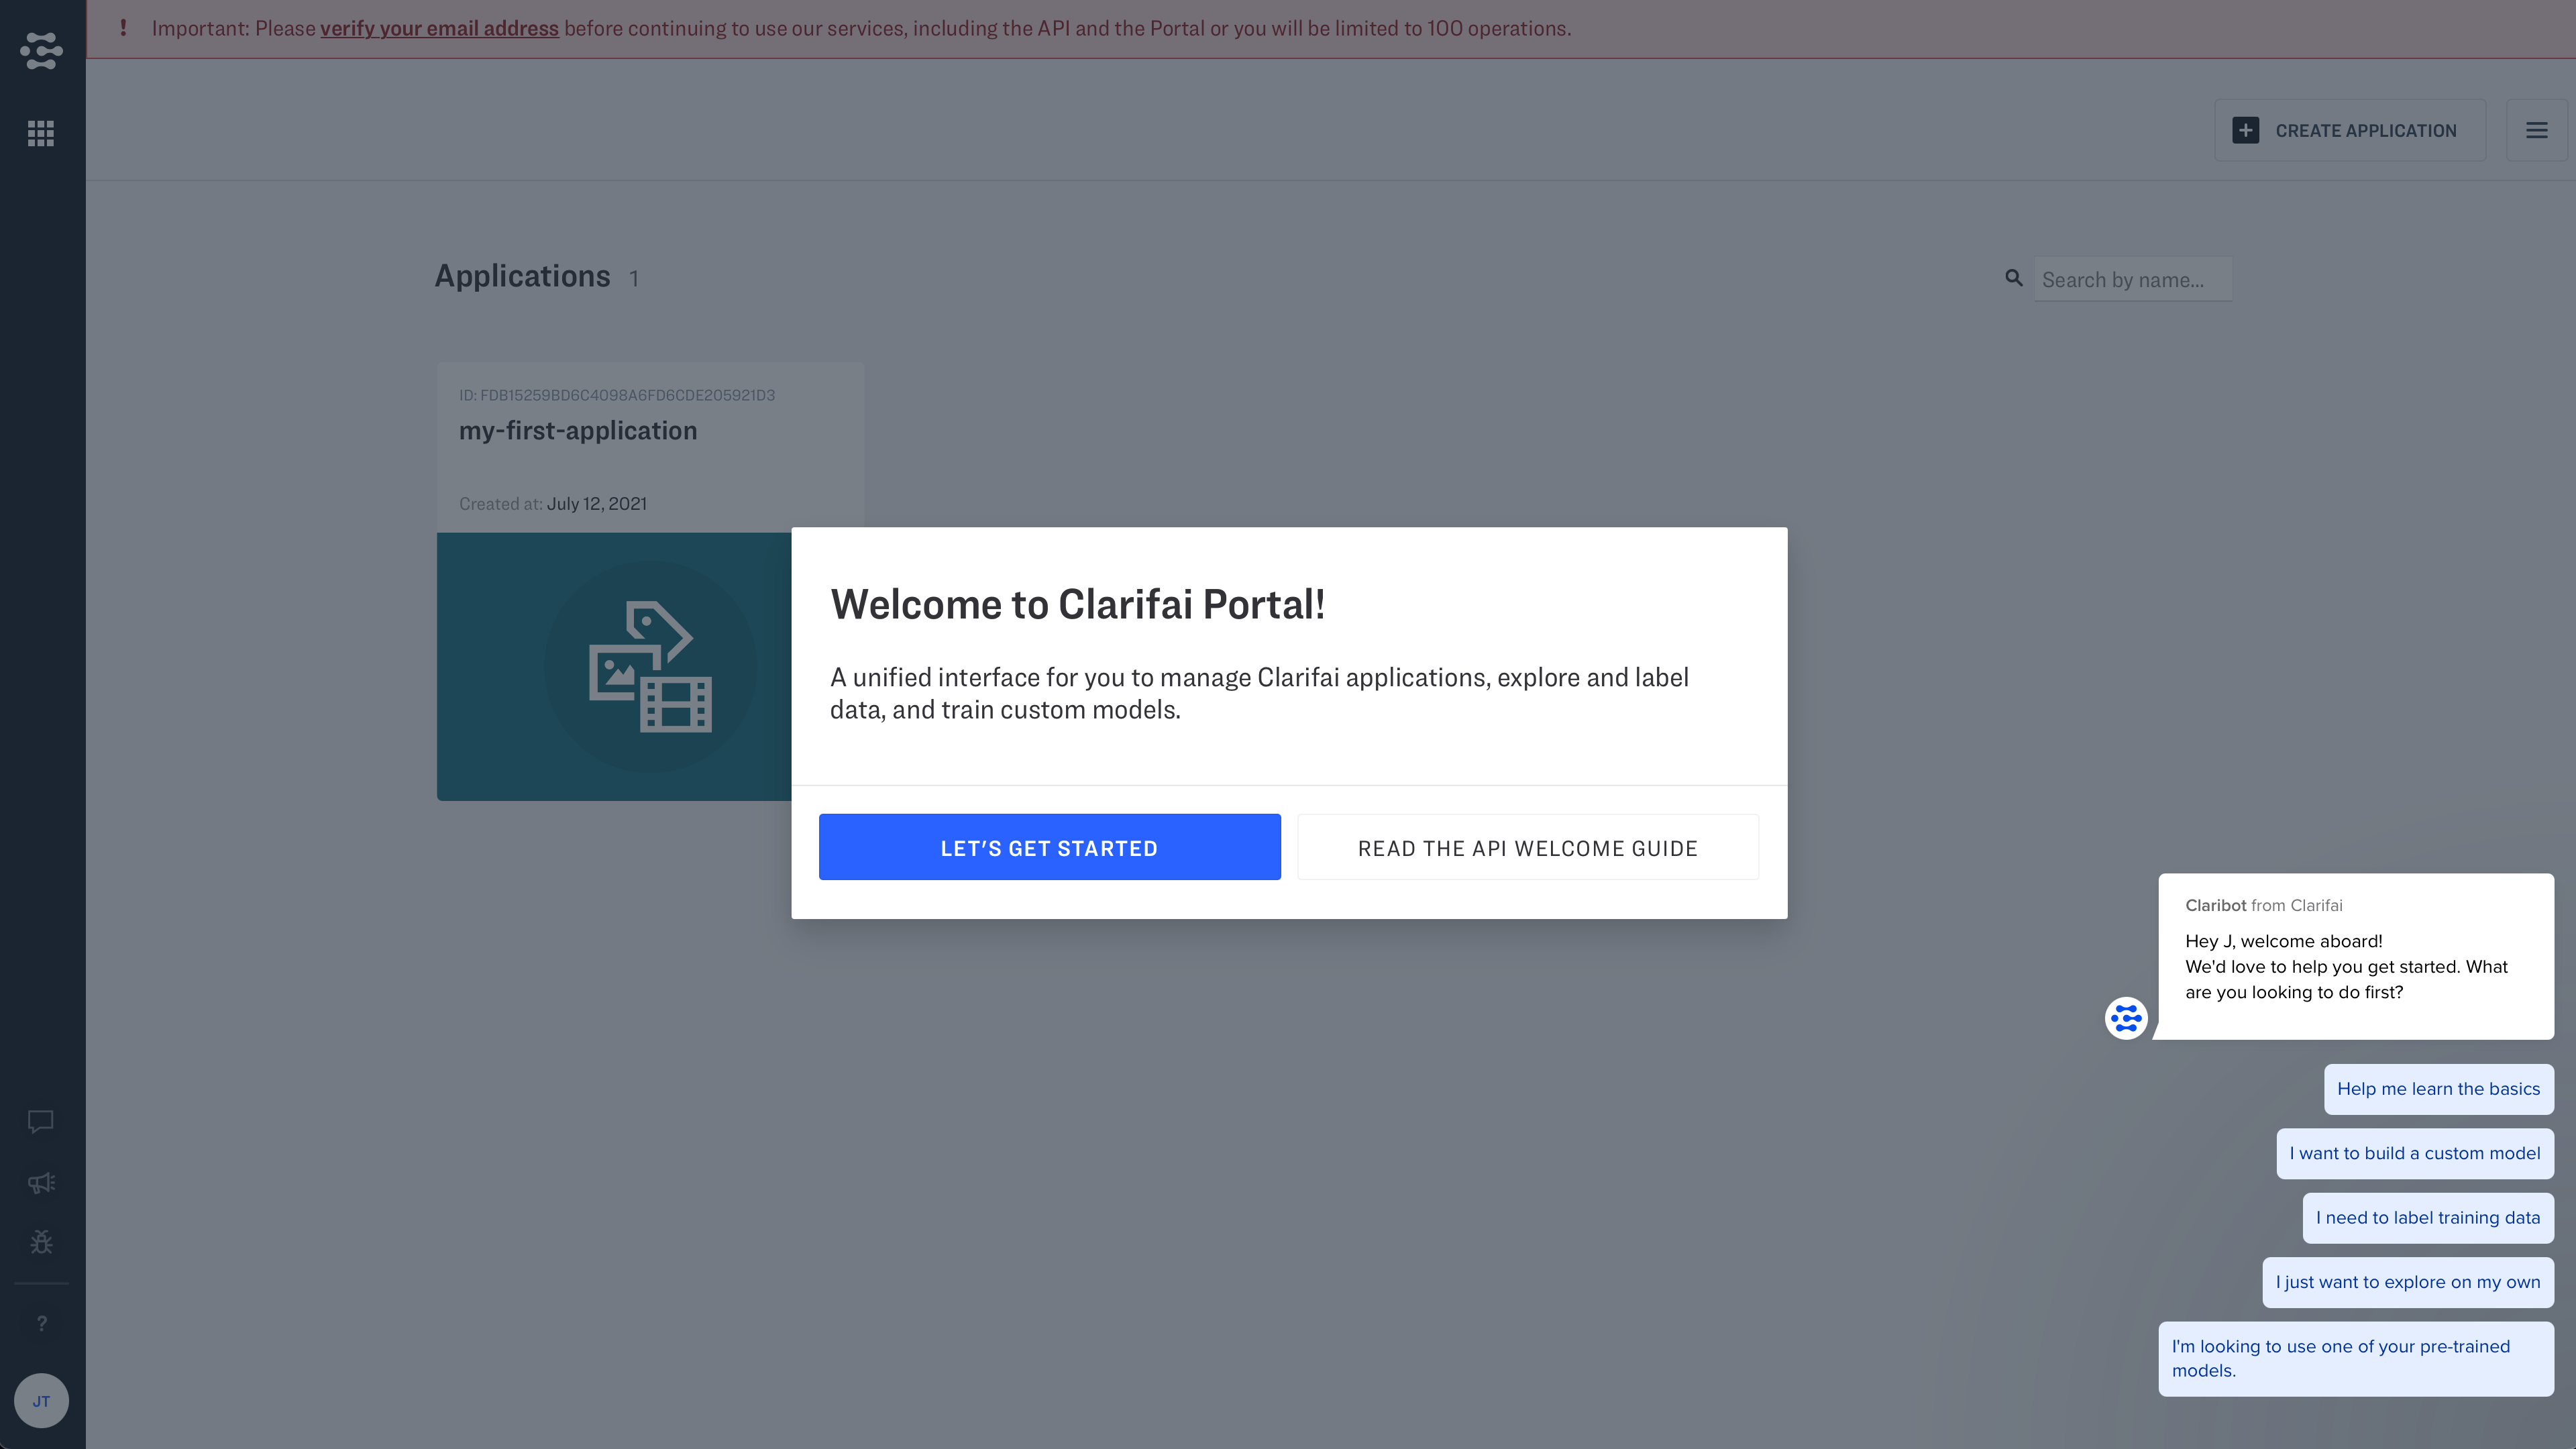 ! Important: Please verify your email address before continuing to use our services, including the API and the Portal or you will be limited to 100 operations.
CREATE APPLICATION
Applications 1
Search by name...
ID: FDB15259BD6C4098A6FD6CDE205921D3
my-first-application
Created at: July 12, 2021
Welcome to Clarifai Portal!
A unified interface for you to manage Clarifai applications, explore and label
data, and train custom models.
LET'S GET STARTED
READ THE API WELCOME GUIDE
Claribot from Clarifai
Hey J, welcome aboard!
We'd love to help you get started. What
are you looking to do first?
Help me learn the basics
I want to build a custom model
I need to label training data
I just want to explore on my own
I'm looking to use one of your pre-trained
models.
?
JT